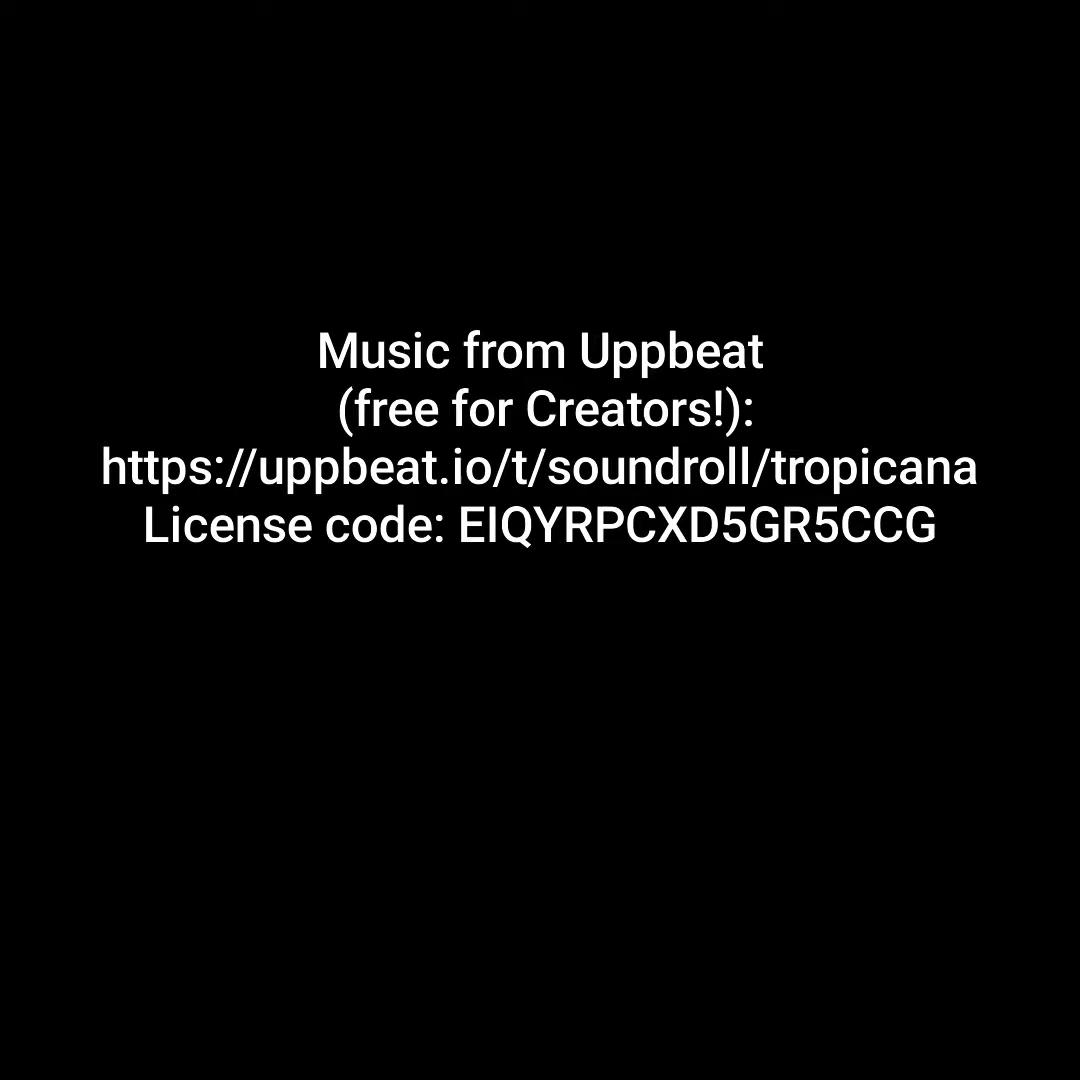 Music from Uppbeat
(free for Creators!):
https://uppbeat.io/t/soundroll/tropicana
License code: EIQYRPCXD5GR5CCG